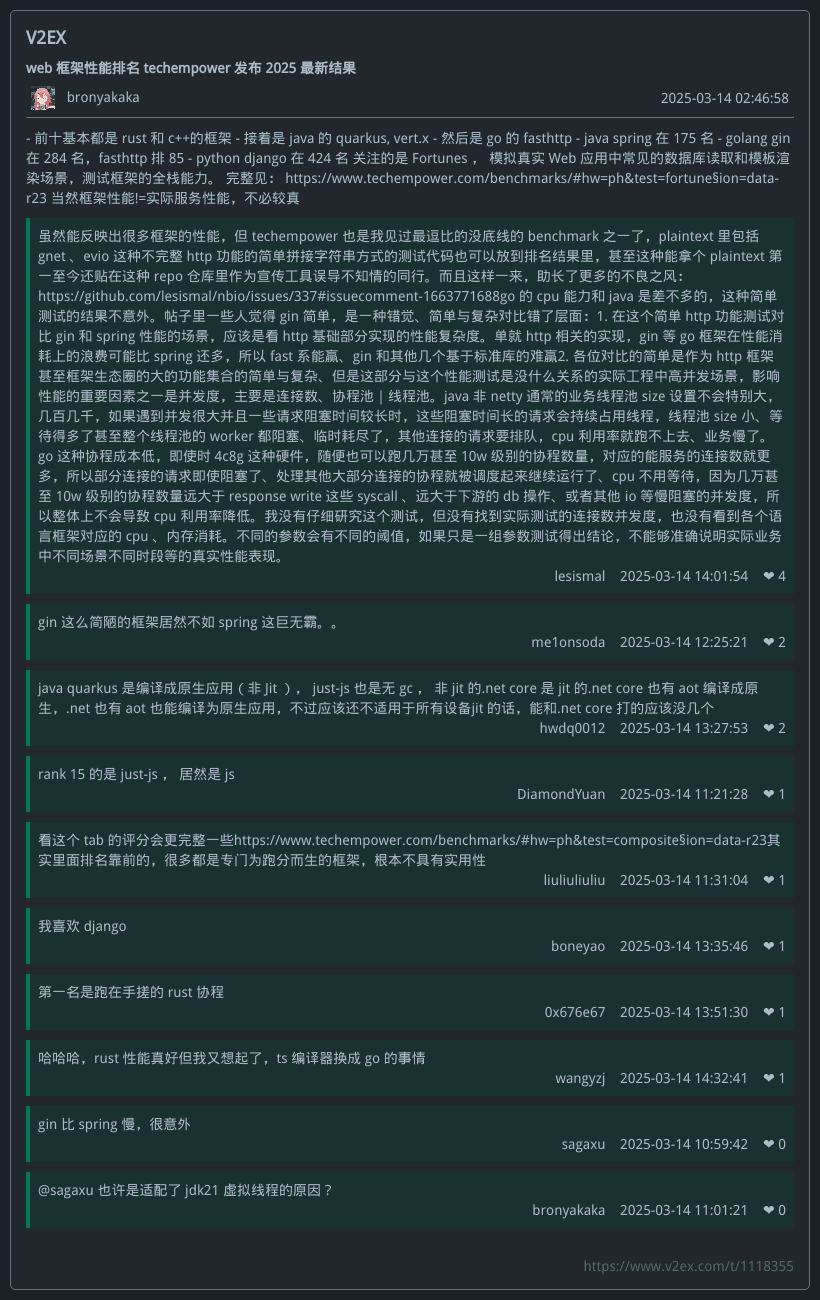 V2EX
web 框架性能排名 techempower 发布 2025 最新结果
bronyakaka 2025-03-14 02:46:58
- 前十基本都是 rust 和 c++的框架 - 接着是 java 的 quarkus, vert.x - 然后是 go 的 fasthttp - java spring 在 175 名 - golang gin
在 284 名，fasthttp 排 85 - python django 在 424 名 关注的是 Fortunes ， 模拟真实 Web 应用中常见的数据库读取和模板渲
染场景，测试框架的全栈能力。 完整见： https://www.techempower.com/benchmarks/#hw=ph&test=fortune§ion=data-
r23 当然框架性能!=实际服务性能，不必较真
虽然能反映出很多框架的性能，但 techempower 也是我见过最逗比的没底线的 benchmark 之一了，plaintext 里包括
gnet 、evio 这种不完整 http 功能的简单拼接字符串方式的测试代码也可以放到排名结果里，甚至这种能拿个 plaintext 第
一至今还贴在这种 repo 仓库里作为宣传工具误导不知情的同行。而且这样一来，助长了更多的不良之风：
https://github.com/lesismal/nbio/issues/337#issuecomment-1663771688go 的 cpu 能力和 java 是差不多的，这种简单
测试的结果不意外。帖子里一些人觉得 gin 简单，是一种错觉、简单与复杂对比错了层面：1. 在这个简单 http 功能测试对
比 gin 和 spring 性能的场景，应该是看 http 基础部分实现的性能复杂度。单就 http 相关的实现，gin 等 go 框架在性能消
耗上的浪费可能比 spring 还多，所以 fast 系能赢、gin 和其他几个基于标准库的难赢2. 各位对比的简单是作为 http 框架
甚至框架生态圈的大的功能集合的简单与复杂、但是这部分与这个性能测试是没什么关系的实际工程中高并发场景，影响
性能的重要因素之一是并发度，主要是连接数、协程池 | 线程池。java 非 netty 通常的业务线程池 size 设置不会特别大，
几百几千，如果遇到并发很大并且一些请求阻塞时间较长时，这些阻塞时间长的请求会持续占用线程，线程池 size 小、等
待得多了甚至整个线程池的 worker 都阻塞、临时耗尽了，其他连接的请求要排队，cpu 利用率就跑不上去、业务慢了。
go 这种协程成本低，即使时 4c8g 这种硬件，随便也可以跑几万甚至 10w 级别的协程数量，对应的能服务的连接数就更
多，所以部分连接的请求即使阻塞了、处理其他大部分连接的协程就被调度起来继续运行了、cpu 不用等待，因为几万甚
至 10w 级别的协程数量远大于 response write 这些 syscall 、远大于下游的 db 操作、或者其他 io 等慢阻塞的并发度，所
以整体上不会导致 cpu 利用率降低。我没有仔细研究这个测试，但没有找到实际测试的连接数并发度，也没有看到各个语
言框架对应的 cpu 、内存消耗。不同的参数会有不同的阈值，如果只是一组参数测试得出结论，不能够准确说明实际业务
中不同场景不同时段等的真实性能表现。
lesismal 2025-03-14 14:01:54 ❤ 4
gin 这么简陋的框架居然不如 spring 这巨无霸。。
me1onsoda 2025-03-14 12:25:21 ❤ 2
java quarkus 是编译成原生应用（ 非 Jit ）， just-js 也是无 gc ， 非 jit 的.net core 是 jit 的.net core 也有 aot 编译成原
生，.net 也有 aot 也能编译为原生应用，不过应该还不适用于所有设备jit 的话，能和.net core 打的应该没几个
hwdq0012 2025-03-14 13:27:53 ❤ 2
rank 15 的是 just-js ， 居然是 js
DiamondYuan 2025-03-14 11:21:28 ❤ 1
看这个 tab 的评分会更完整一些https://www.techempower.com/benchmarks/#hw=ph&test=composite§ion=data-r23其
实里面排名靠前的，很多都是专门为跑分而生的框架，根本不具有实用性
liuliuliuliu 2025-03-14 11:31:04 ❤ 1
我喜欢 django
boneyao 2025-03-14 13:35:46 ❤ 1
第一名是跑在手搓的 rust 协程
0x676e67 2025-03-14 13:51:30 ❤ 1
哈哈哈，rust 性能真好但我又想起了，ts 编译器换成 go 的事情
wangyzj 2025-03-14 14:32:41 ❤ 1
gin 比 spring 慢，很意外
sagaxu 2025-03-14 10:59:42 ❤ 0
@sagaxu 也许是适配了 jdk21 虚拟线程的原因？
bronyakaka 2025-03-14 11:01:21 ❤ 0
https://www.v2ex.com/t/1118355